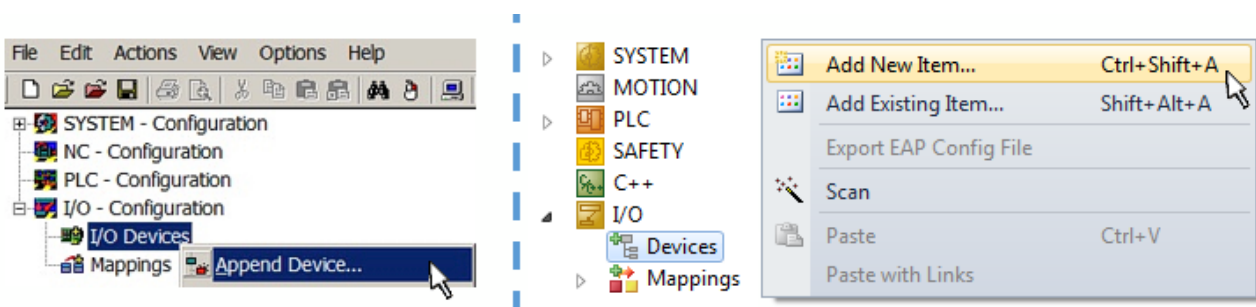 File Edit Actions View Options Help
SYSTEM - Configuration
NC - Configuration
PLC - Configuration
I/O - Configuration
I/O Devices
Mappings
Append Device...
SYSTEM
MOTION
PLC
SAFETY
C++
I/O
Devices
Mappings
Add New Item... Ctrl+Shift+A
Add Existing Item... Shift+Alt+A
Export EAP Config File
Scan
Paste Ctrl+V
Paste with Links